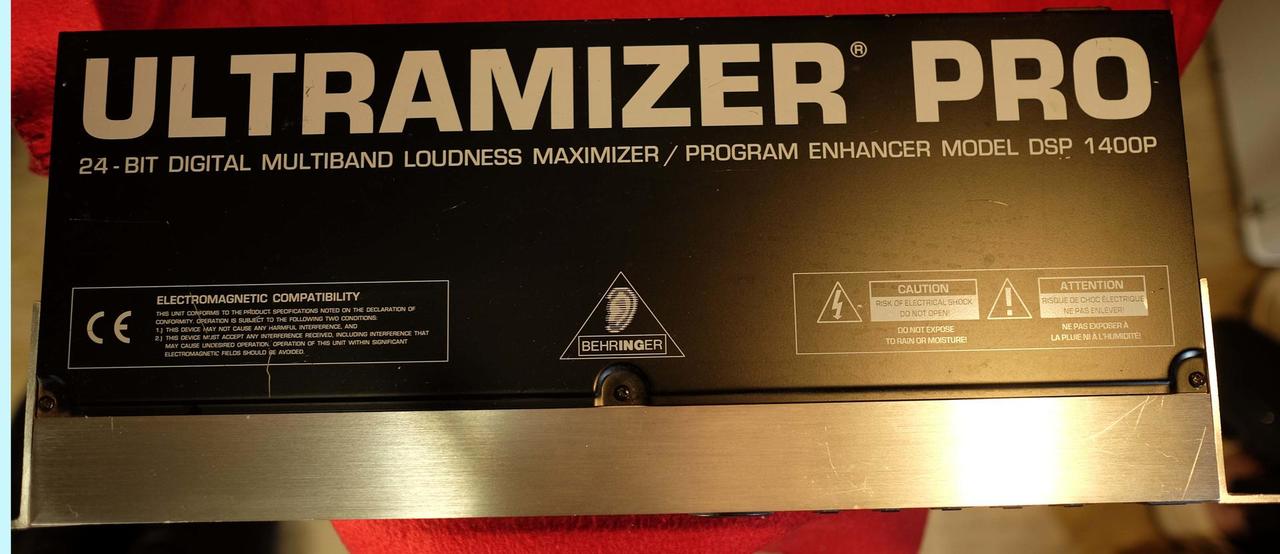 ULTRAMIZER® PRO
24-BIT DIGITAL MULTIBAND LOUDNESS MAXIMIZER / PROGRAM ENHANCER MODEL DSP 1400P
CE
ELECTROMAGNETIC COMPATIBILITY
THIS UNIT CONFORMS TO THE PRODUCT SPECIFICATIONS NOTED ON THE DECLARATION OF
CONFORMITY. OPERATION IS SUBJECT TO THE FOLLOWING TWO CONDITIONS:
1.) THIS DEVICE MAY NOT CAUSE ANY HARMFUL INTERFERENCE, AND
2.) THIS DEVICE MUST ACCEPT ANY INTERFERENCE RECEIVED, INCLUDING INTERFERENCE THAT
MAY CAUSE UNDESIRED OPERATION. OPERATION OF THIS UNIT WITHIN SIGNIFICANT
ELECTROMAGNETIC FIELDS SHOULD BE AVOIDED.
BEHRINGER
CAUTION
RISK OF ELECTRICAL SHOCK
DO NOT OPEN!
DO NOT EXPOSE
TO RAIN OR MOISTURE!
ATTENTION
RISQUE DE CHOC ÉLECTRIQUE
NE PAS ENLEVER!
NE PAS EXPOSER À
LA PLUIE NI À L'HUMIDITÉ!